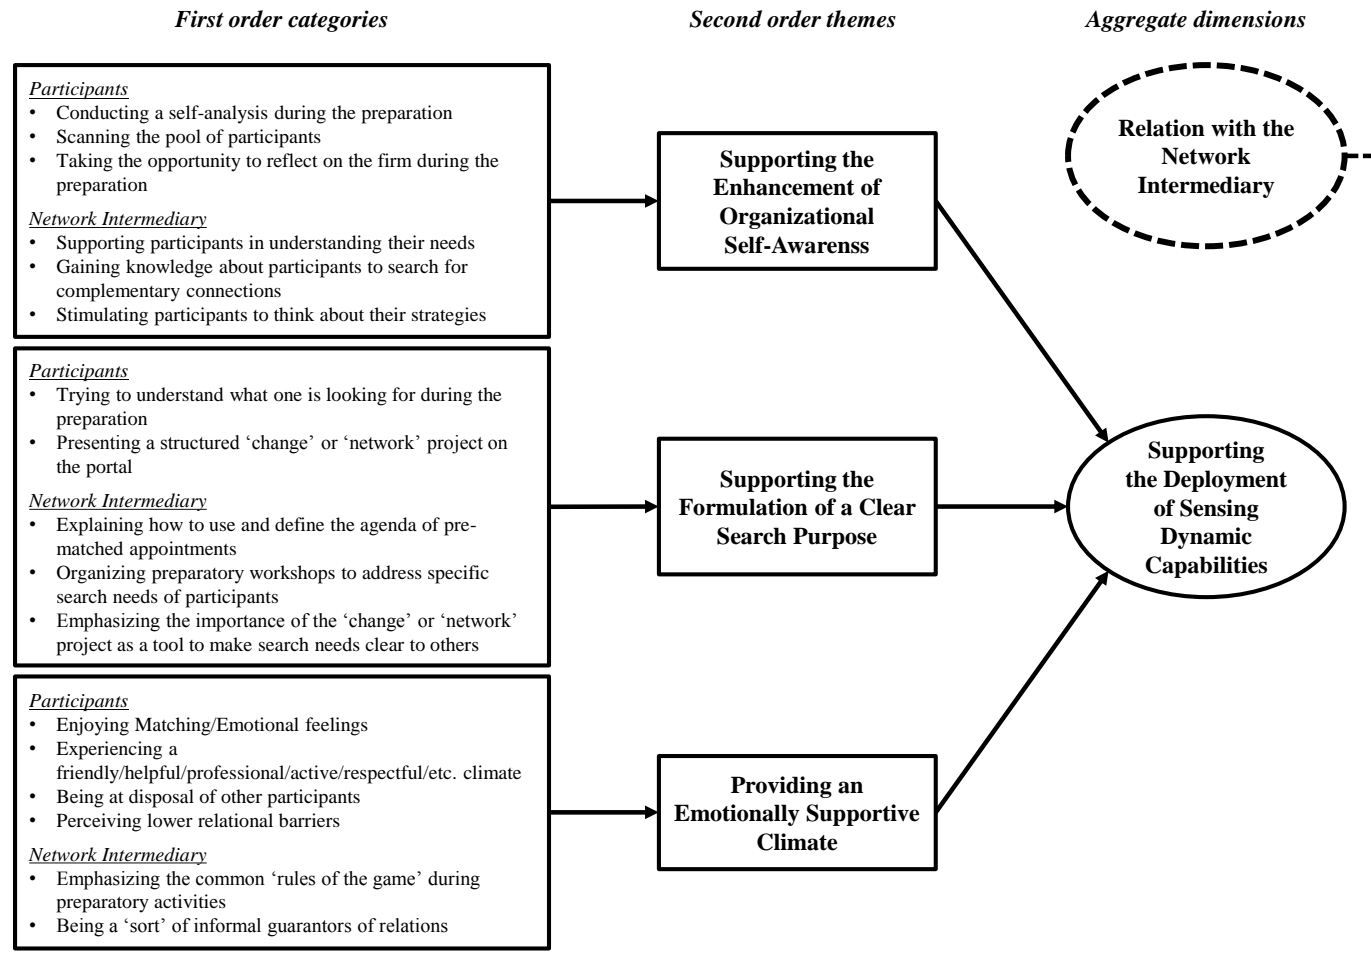 First order categories
Second order themes
Aggregate dimensions
Participants
• Conducting a self-analysis during the preparation
• Scanning the pool of participants
• Taking the opportunity to reflect on the firm during the
preparation
Network Intermediary
• Supporting participants in understanding their needs
• Gaining knowledge about participants to search for
complementary connections
• Stimulating participants to think about their strategies
Supporting the
Enhancement of
Organizational
Self-Awarenss
Relation with the
Network
Intermediary
Participants
• Trying to understand what one is looking for during the
preparation
• Presenting a structured ‘change’ or ‘network’ project on
the portal
Network Intermediary
• Explaining how to use and define the agenda of pre-
matched appointments
• Organizing preparatory workshops to address specific
search needs of participants
• Emphasizing the importance of the ‘change’ or ‘network’
project as a tool to make search needs clear to others
Supporting the
Formulation of a Clear
Search Purpose
Supporting
the Deployment
of Sensing
Dynamic
Capabilities
Participants
• Enjoying Matching/Emotional feelings
• Experiencing a
friendly/helpful/professional/active/respectful/etc. climate
• Being at disposal of other participants
• Perceiving lower relational barriers
Network Intermediary
• Emphasizing the common ‘rules of the game’ during
preparatory activities
• Being a ‘sort’ of informal guarantors of relations
Providing an
Emotionally Supportive
Climate